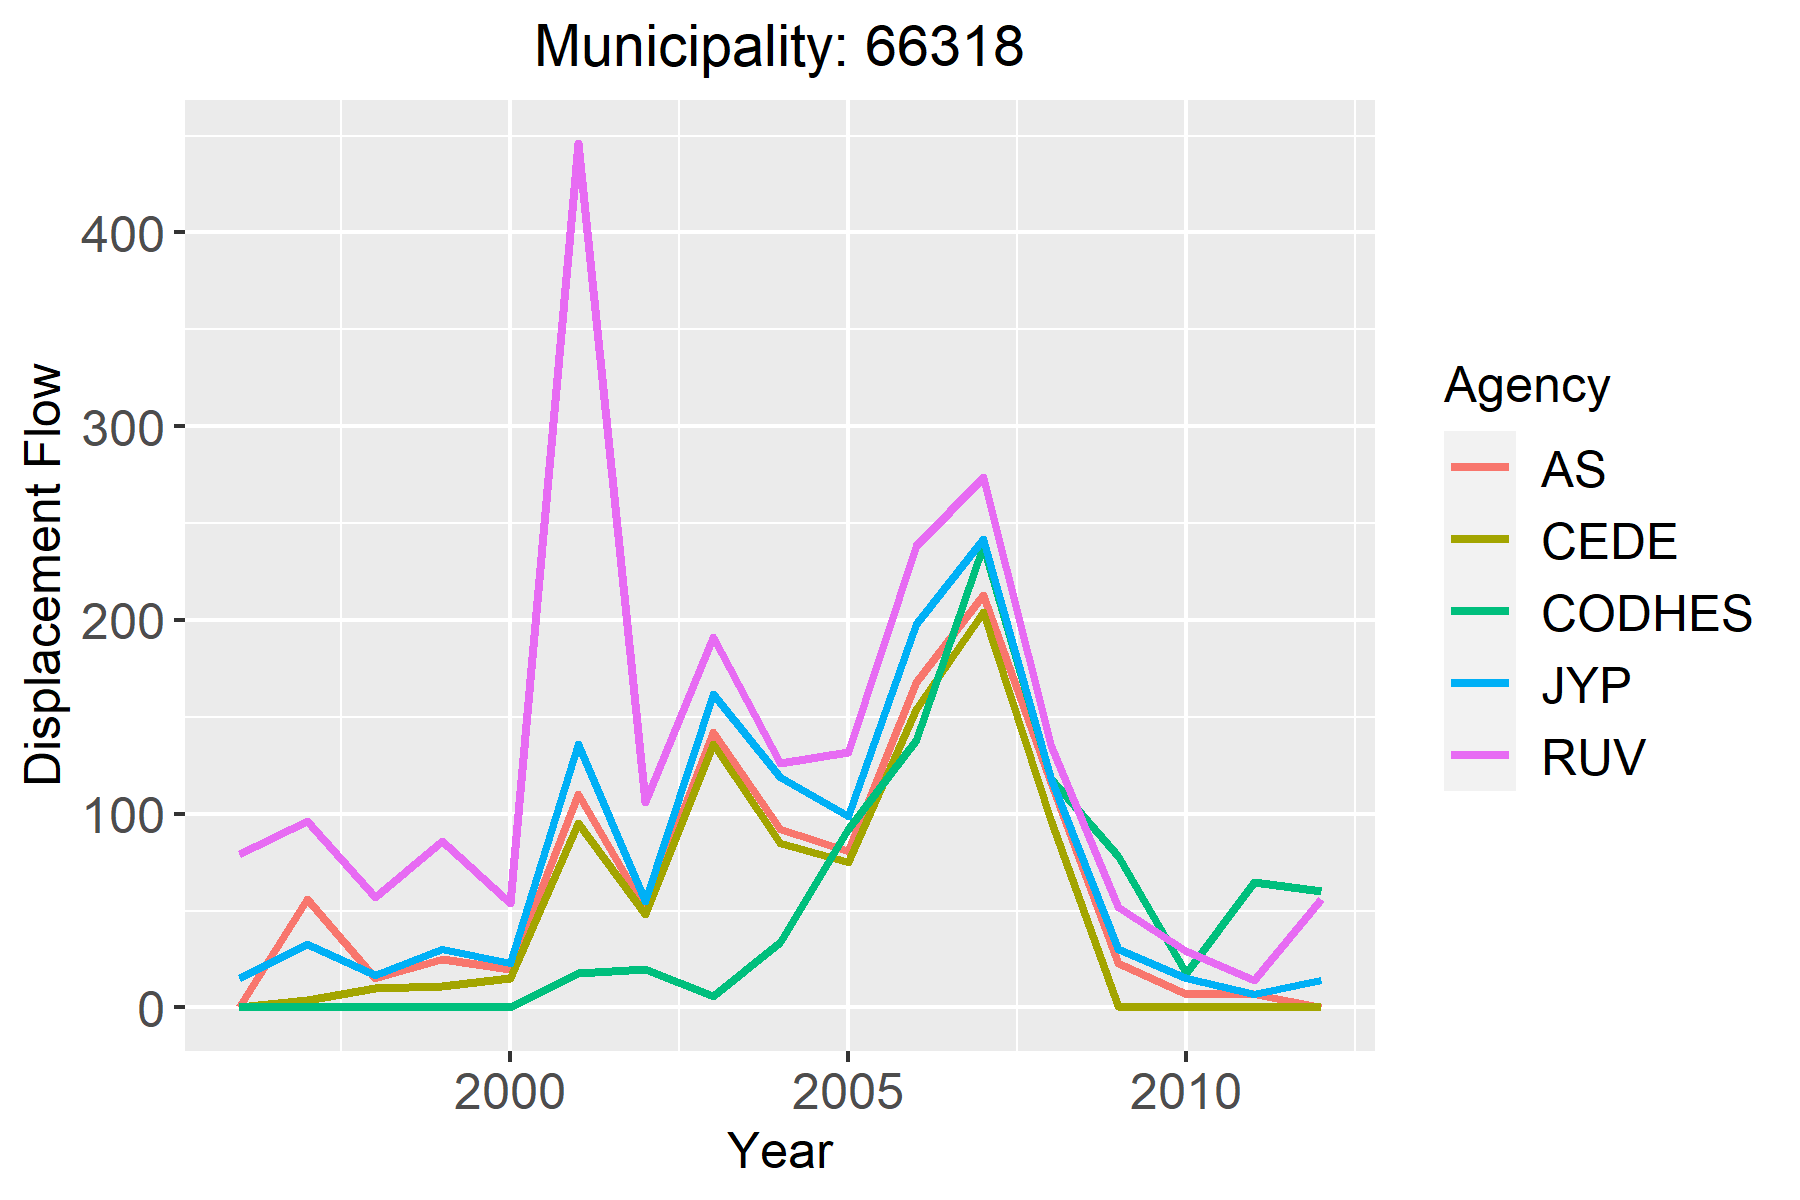 Municipality: 66318
Displacement Flow
400
300
200
100
0
2000 2005 2010
Year
Agency
AS
CEDE
CODHES
JYP
RUV